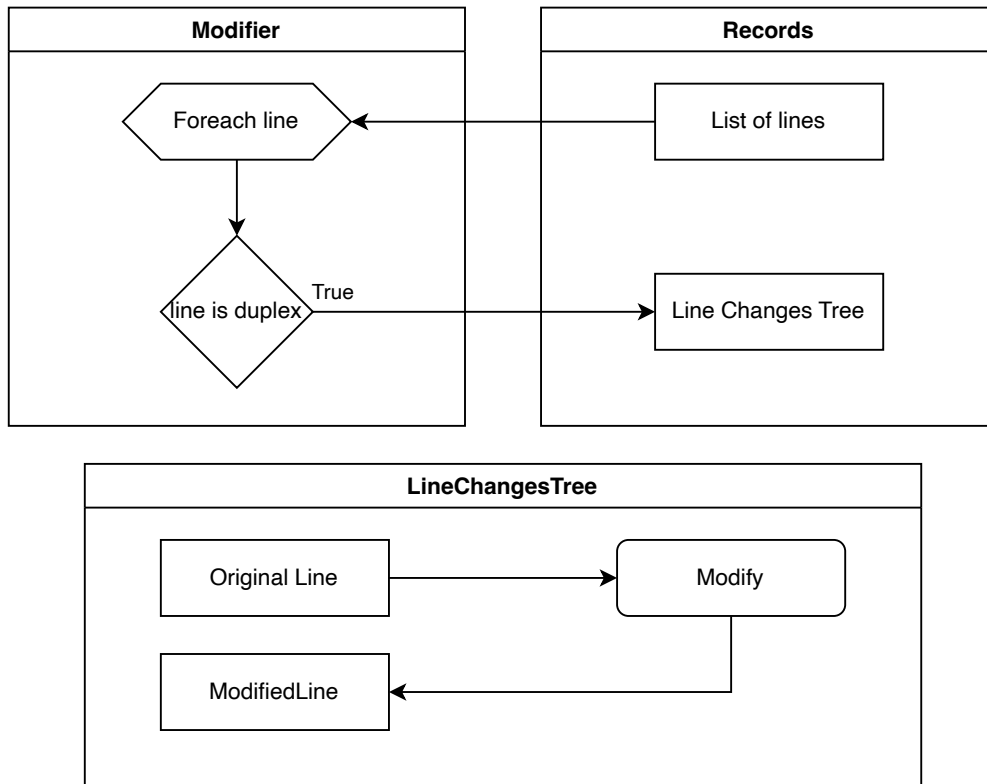 Modifier
Records
Foreach line
List of lines
line is duplex
True
Line Changes Tree
LineChangesTree
Original Line
Modify
ModifiedLine